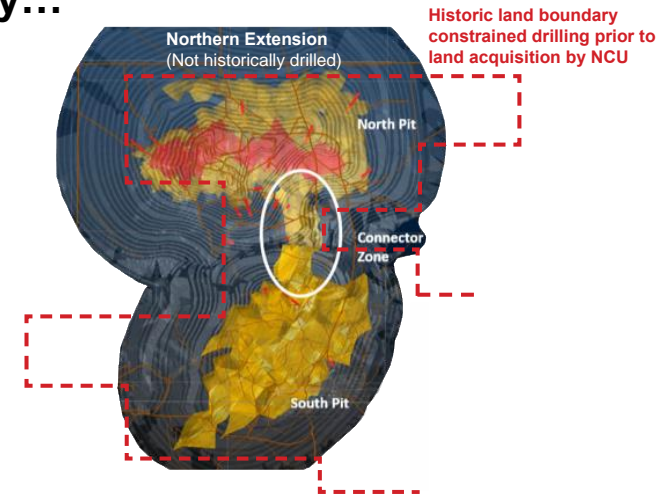 y...
Historic land boundary
constrained drilling prior to
land acquisition by NCU
Northern Extension
(Not historically drilled)
North Pit
Connector
Zone
South Pit